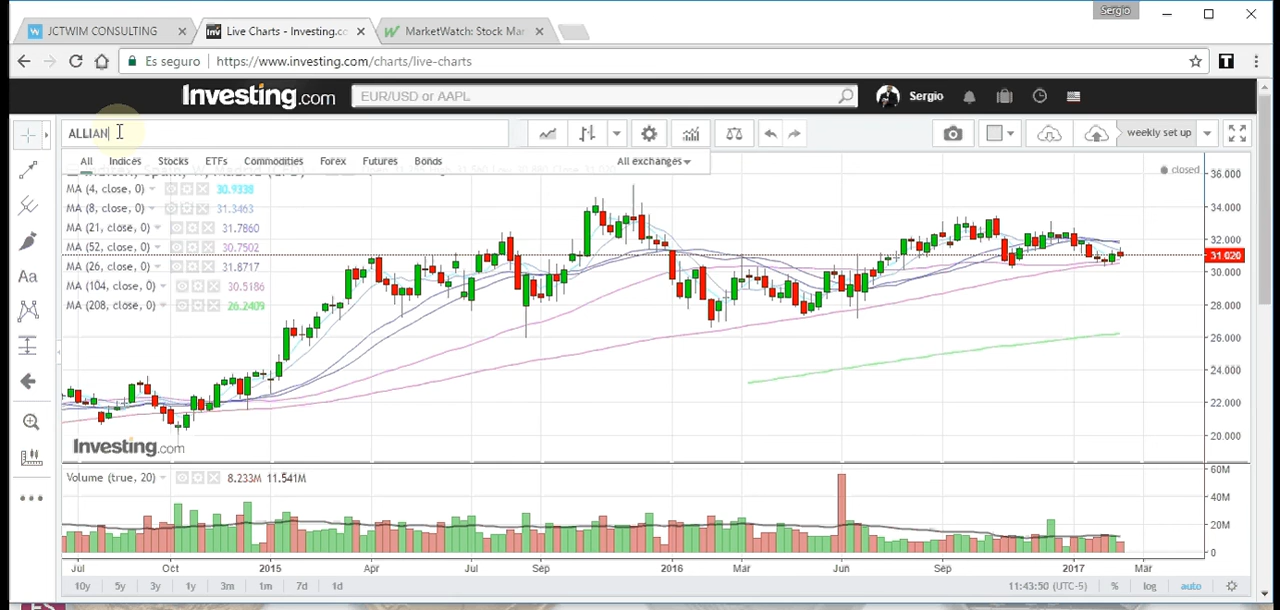 Sergio
JCTWIM CONSULTING
Live Charts - Investing.co
MarketWatch: Stock Mar
Es seguro
https://www.investing.com/charts/live-charts
Investing.com
EUR/USD or AAPL
Sergio
ALLIAN
weekly set up
All Indices Stocks ETFs Commodities Forex Futures Bonds All exchanges
closed
MA (4, close, 0) 30.9338
MA (8, close, 0) 31.3463
MA (21, close, 0) 31.7860
MA (52, close, 0) 30.7502
MA (26, close, 0) 31.8717
MA (104, close, 0) 30.5186
MA (208, close, 0) 26.2409
Aa
36.000
34.000
32.000
31.020
30.000
28.000
26.000
24.000
22.000
20.000
Investing.com
Volume (true, 20) 8.233M 11.541M
60M
40M
20M
0
Jul Oct 2015 Apr Jul Sep 2016 Mar Jun Sep 2017 Mar
10y 5y 3y 1y 3m 1m 7d 1d 11:43:50 (UTC-5) % log auto
ES